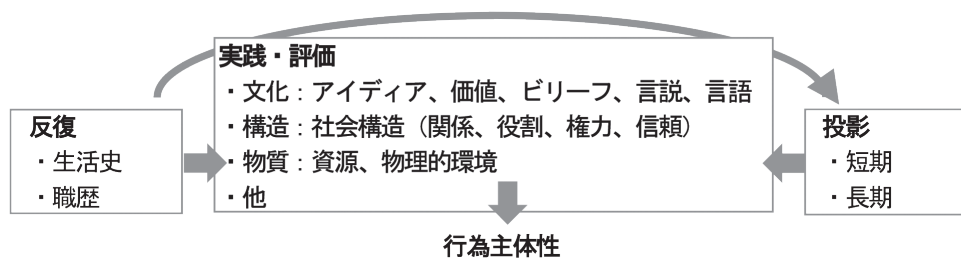 実践・評価
・文化：アイディア、価値、ビリーフ、言説、言語
・構造：社会構造（関係、役割、権力、信頼）
・物質：資源、物理的環境
・他
反復
・生活史
・職歴
投影
・短期
・長期
行為主体性